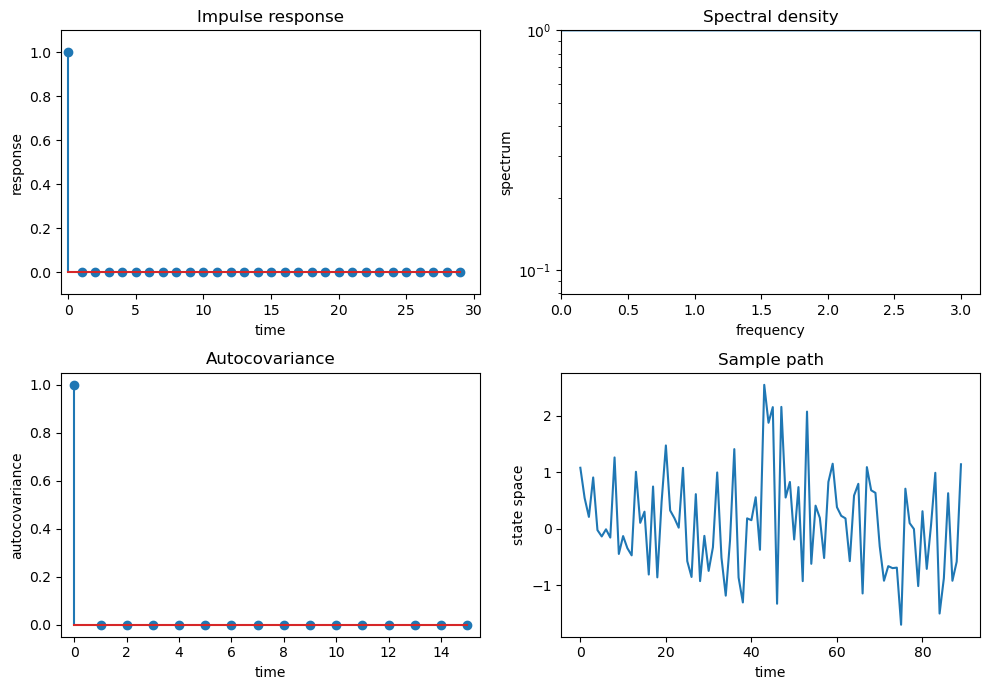 Impulse response
1.0
0.8
0.6
0.4
0.2
0.0
response
0 5 10 15 20 25 30
time
Spectral density
10⁰
10⁻¹
spectrum
0.0 0.5 1.0 1.5 2.0 2.5 3.0
frequency
Autocovariance
1.0
0.8
0.6
0.4
0.2
0.0
autocovariance
0 2 4 6 8 10 12 14
time
Sample path
2
1
0
−1
state space
0 20 40 60 80
time